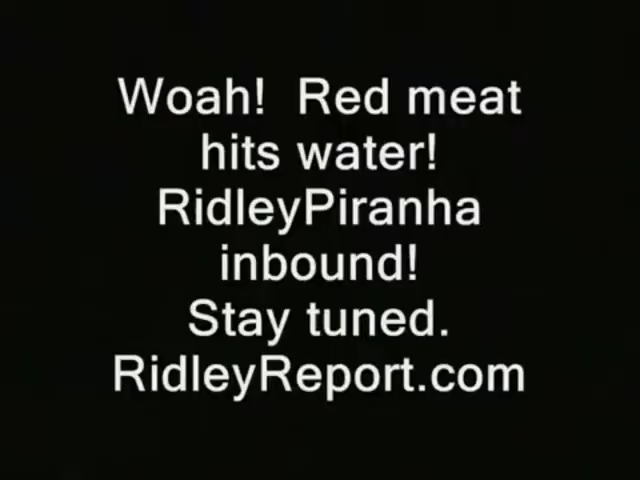 Woah!  Red meat
hits water!
RidleyPiranha
inbound!
Stay tuned.
RidleyReport.com